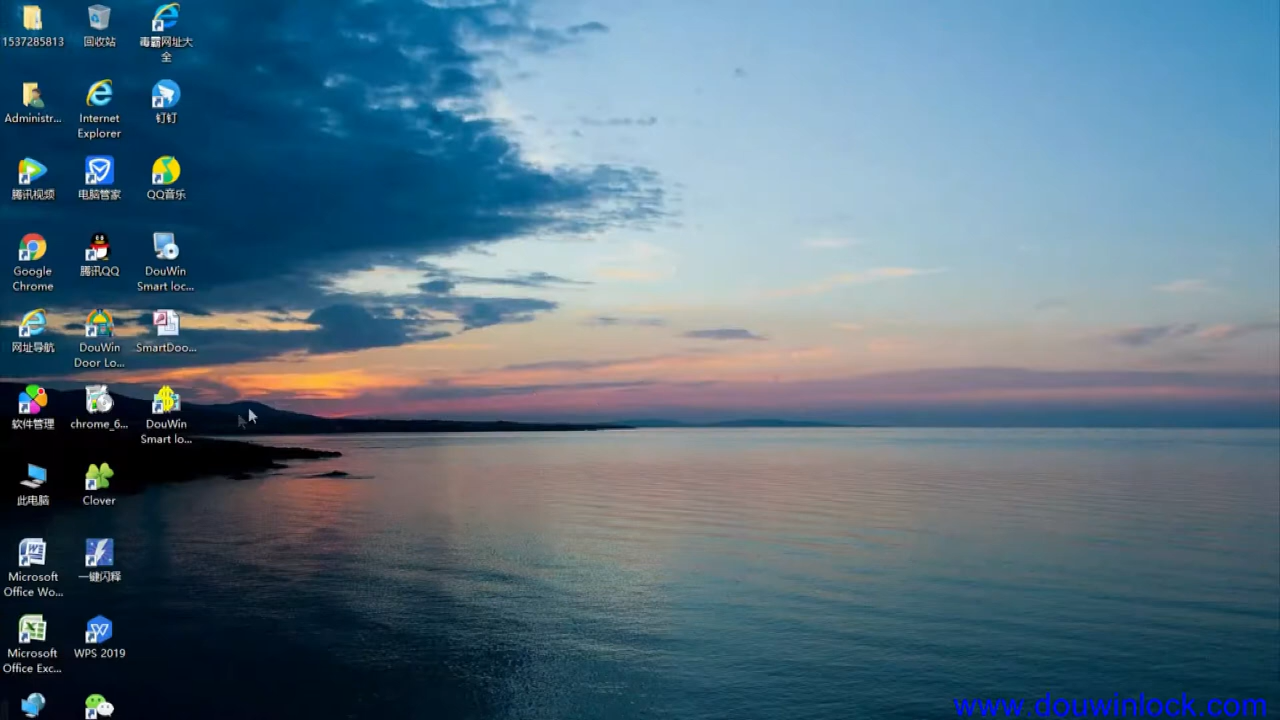 1537285813
回收站
毒霸网址大
全
Administr...
Internet
Explorer
钉钉
腾讯视频
电脑管家
QQ音乐
Google
Chrome
腾讯QQ
DouWin
Smart loc...
网址导航
DouWin
Door Lo...
SmartDoo...
软件管理
chrome_6...
DouWin
Smart lo...
此电脑
Clover
Microsoft
Office Wo...
一键闪释
Microsoft
Office Exc...
WPS 2019
www.douwinlock.com